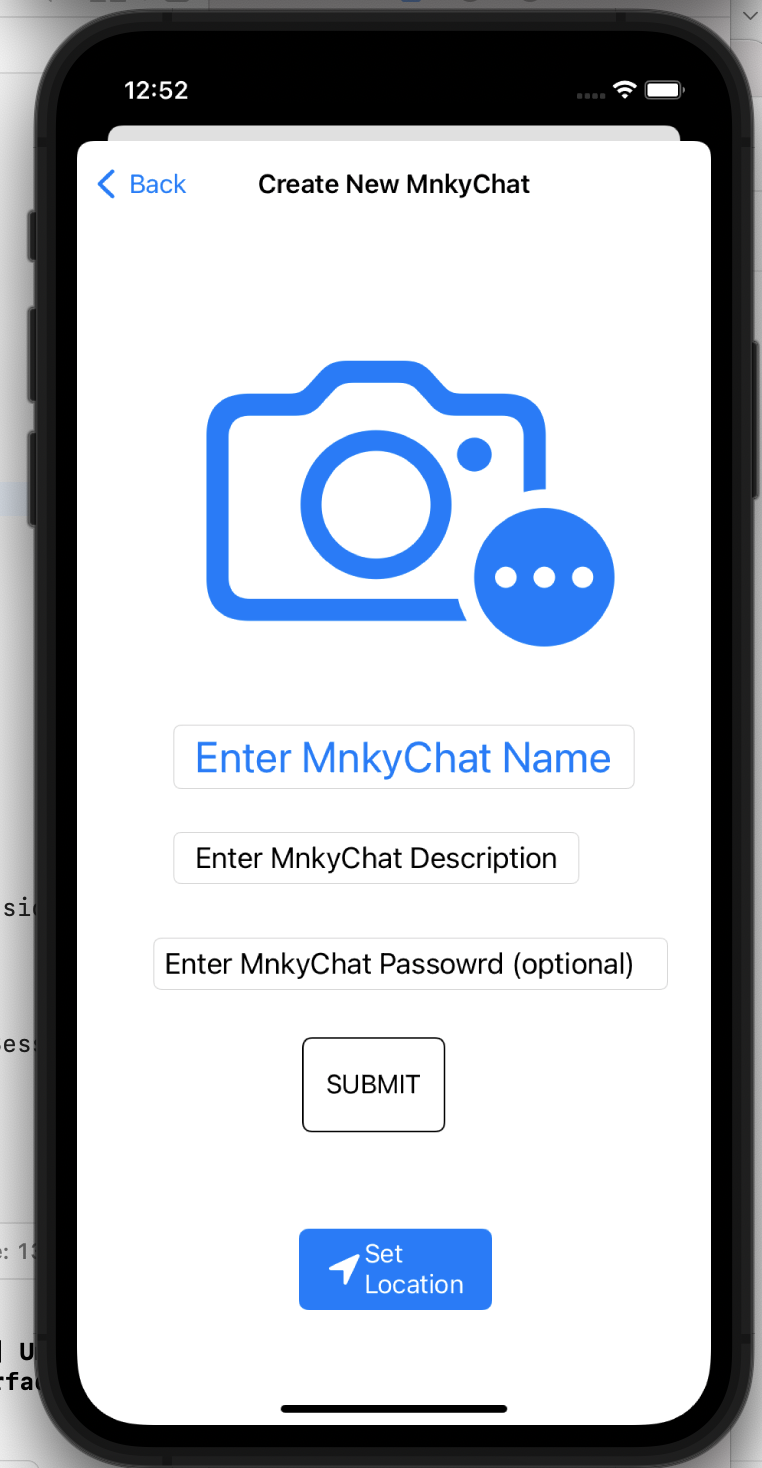 12:52
Back
Create New MnkyChat
Enter MnkyChat Name
Enter MnkyChat Description
Enter MnkyChat Passowrd (optional)
SUBMIT
Set
Location